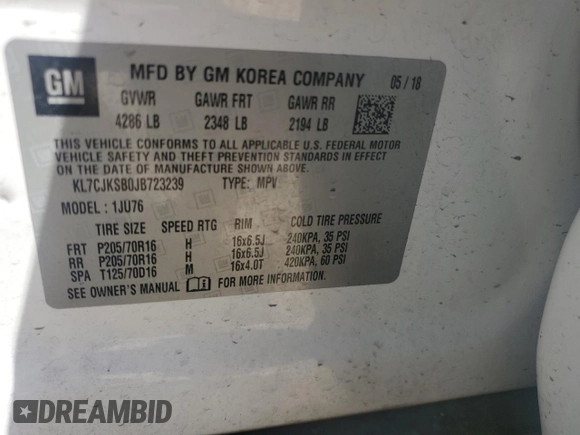 GM
MFD BY GM KOREA COMPANY 05 / 18
GVWR GAWR FRT GAWR RR
4286 LB 2348 LB 2194 LB
THIS VEHICLE CONFORMS TO ALL APPLICABLE U.S. FEDERAL MOTOR
VEHICLE SAFETY AND THEFT PREVENTION STANDARDS IN EFFECT
ON THE DATE OF MANUFACTURE SHOWN ABOVE.
KL7CJKSB0JB723239 TYPE: MPV
MODEL : 1JU76
TIRE SIZE SPEED RTG RIM COLD TIRE PRESSURE
FRT P205/70R16 H 16x6.5J 240KPA, 35 PSI
RR P205/70R16 H 16x6.5J 240KPA, 35 PSI
SPA T125/70D16 M 16x4.0T 420KPA, 60 PSI
SEE OWNER'S MANUAL FOR MORE INFORMATION.
DREAMBID